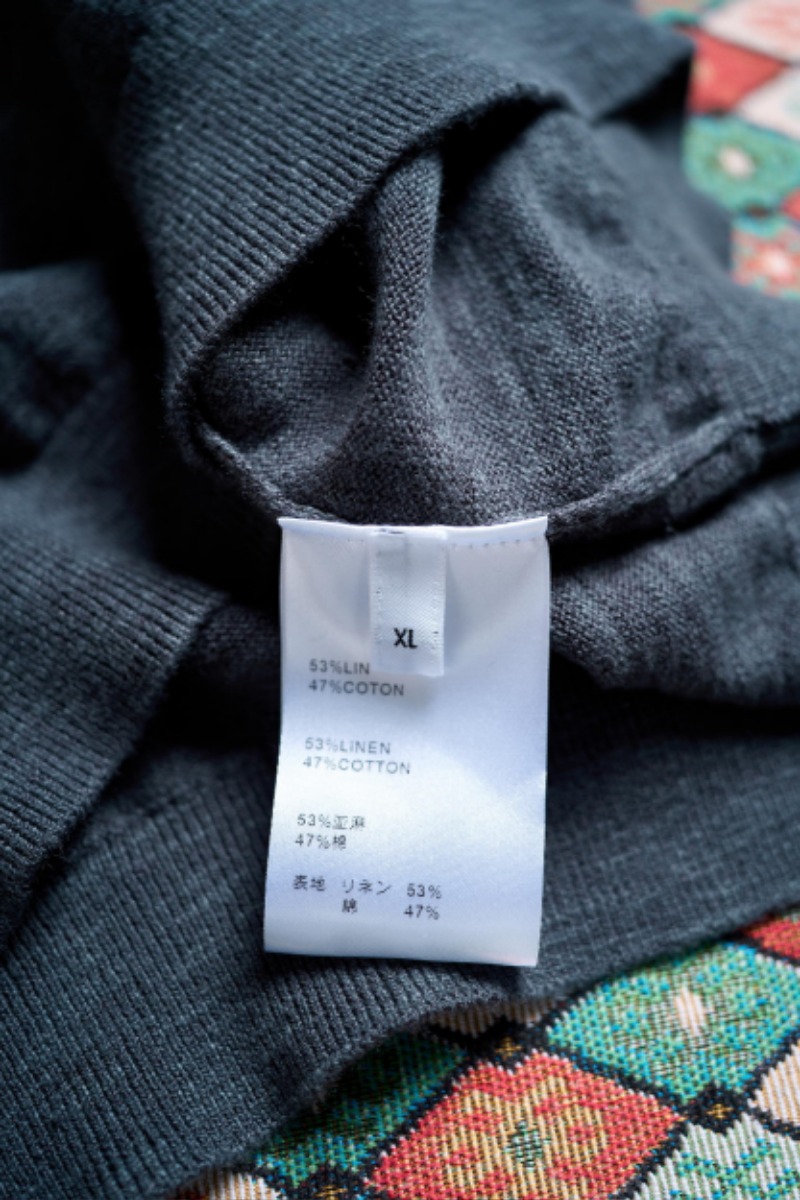 XL
53%LIN
47%COTON
53%LINEN
47%COTTON
53%亚麻
47%棉
表地 リネン 53%
綿 47%